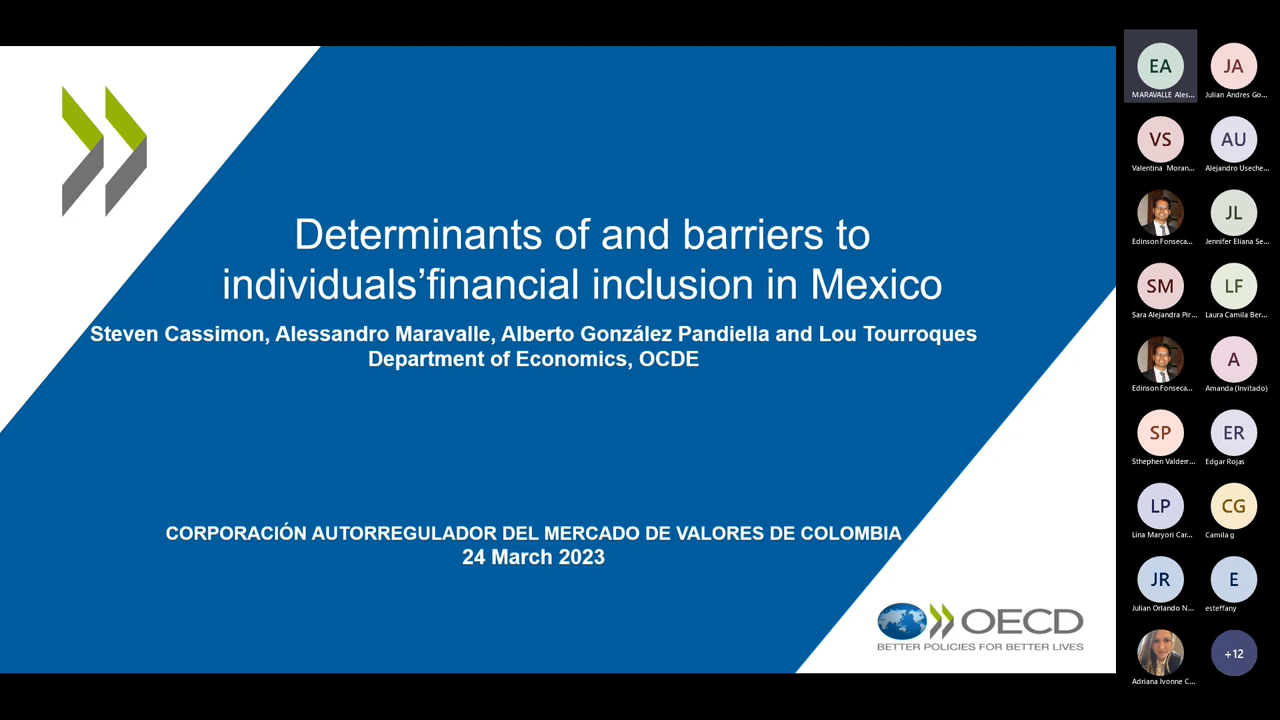 Determinants of and barriers to
individuals’financial inclusion in Mexico
Steven Cassimon, Alessandro Maravalle, Alberto González Pandiella and Lou Tourroques
Department of Economics, OCDE
CORPORACIÓN AUTORREGULADOR DEL MERCADO DE VALORES DE COLOMBIA
24 March 2023
OECD
BETTER POLICIES FOR BETTER LIVES
EA
MARAVALLE Ales...
JA
Julian Andres Go...
VS
Valentina Moran...
AU
Alejandro Useche...
Edinson Fonseca...
JL
Jennifer Eliana Se...
SM
Sara Alejandra Pir...
LF
Laura Camila Ber...
Edinson Fonseca...
A
Amanda (Invitado)
SP
Sthephen Valderr...
ER
Edgar Rojas
LP
Lina Maryori Car...
CG
Camila g
JR
Julian Orlando N...
E
esteffany
Adriana Ivonne C...
+12